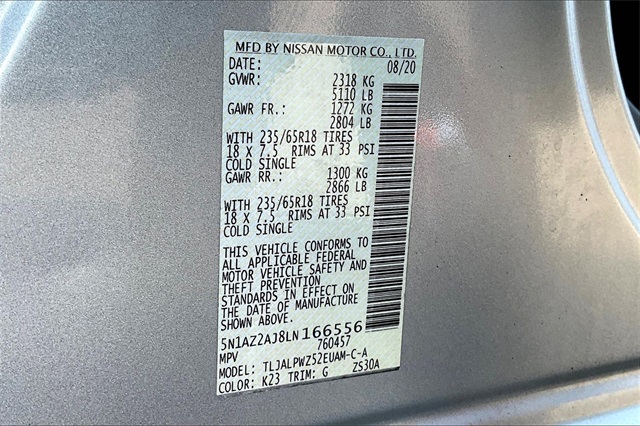 MFD BY NISSAN MOTOR CO., LTD.
DATE: 08/20
GVWR: 2318 KG
5110 LB
GAWR FR.: 1272 KG
2804 LB
WITH 235/65R18 TIRES
18 X 7.5 RIMS AT 33 PSI
COLD SINGLE
GAWR RR.: 1300 KG
2866 LB
WITH 235/65R18 TIRES
18 X 7.5 RIMS AT 33 PSI
COLD SINGLE
THIS VEHICLE CONFORMS TO
ALL APPLICABLE FEDERAL
MOTOR VEHICLE SAFETY AND
THEFT PREVENTION
STANDARDS IN EFFECT ON
THE DATE OF MANUFACTURE
SHOWN ABOVE.
5N1AZ2AJ8LN166556
760457
MPV
MODEL: TLJALPWZ52EUAM-C-A
COLOR: K23 TRIM: G ZS30A